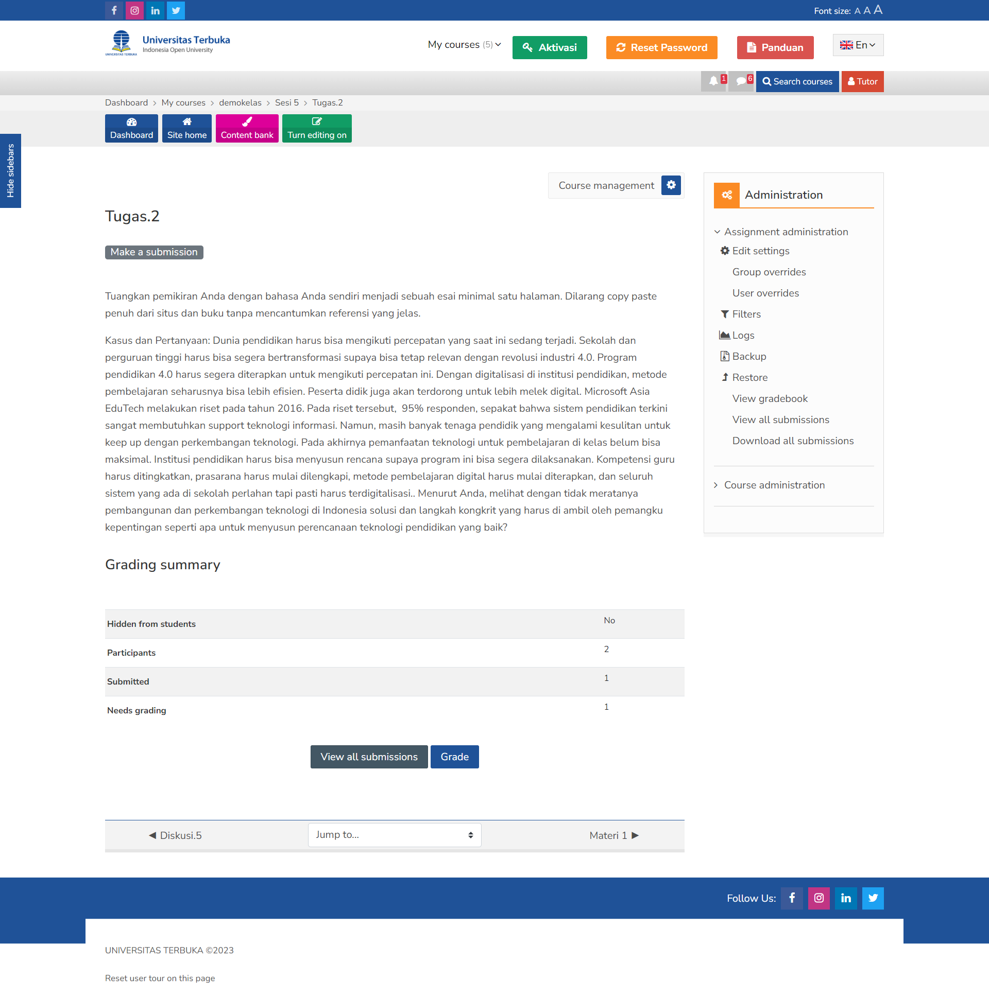 Font size: A A A
UNIVERSITAS TERBUKA
Universitas Terbuka
Indonesia Open University
My courses (5)
Aktivasi
Reset Password
Panduan
En
1
6
Search courses
Tutor
Dashboard > My courses > demokelas > Sesi 5 > Tugas.2
Dashboard
Site home
Content bank
Turn editing on
Hide sidebars
Course management
Tugas.2
Make a submission
Tuangkan pemikiran Anda dengan bahasa Anda sendiri menjadi sebuah esai minimal satu halaman. Dilarang copy paste
penuh dari situs dan buku tanpa mencantumkan referensi yang jelas.
Kasus dan Pertanyaan: Dunia pendidikan harus bisa mengikuti percepatan yang saat ini sedang terjadi. Sekolah dan
perguruan tinggi harus bisa segera bertransformasi supaya bisa tetap relevan dengan revolusi industri 4.0. Program
pendidikan 4.0 harus segera diterapkan untuk mengikuti percepatan ini. Dengan digitalisasi di institusi pendidikan, metode
pembelajaran seharusnya bisa lebih efisien. Peserta didik juga akan terdorong untuk lebih melek digital. Microsoft Asia
EduTech melakukan riset pada tahun 2016. Pada riset tersebut,  95% responden, sepakat bahwa sistem pendidikan terkini
sangat membutuhkan support teknologi informasi. Namun, masih banyak tenaga pendidik yang mengalami kesulitan untuk
keep up dengan perkembangan teknologi. Pada akhirnya pemanfaatan teknologi untuk pembelajaran di kelas belum bisa
maksimal. Institusi pendidikan harus bisa menyusun rencana supaya program ini bisa segera dilaksanakan. Kompetensi guru
harus ditingkatkan, prasarana harus mulai dilengkapi, metode pembelajaran digital harus mulai diterapkan, dan seluruh
sistem yang ada di sekolah perlahan tapi pasti harus terdigitalisasi.. Menurut Anda, melihat dengan tidak meratanya
pembangunan dan perkembangan teknologi di Indonesia solusi dan langkah kongkrit yang harus di ambil oleh pemangku
kepentingan seperti apa untuk menyusun perencanaan teknologi pendidikan yang baik?
Grading summary
Hidden from students No
Participants 2
Submitted 1
Needs grading 1
View all submissions
Grade
◄ Diskusi.5
Jump to...
Materi 1 ►
Administration
Assignment administration
Edit settings
Group overrides
User overrides
Filters
Logs
Backup
Restore
View gradebook
View all submissions
Download all submissions
Course administration
Follow Us:
UNIVERSITAS TERBUKA ©2023
Reset user tour on this page